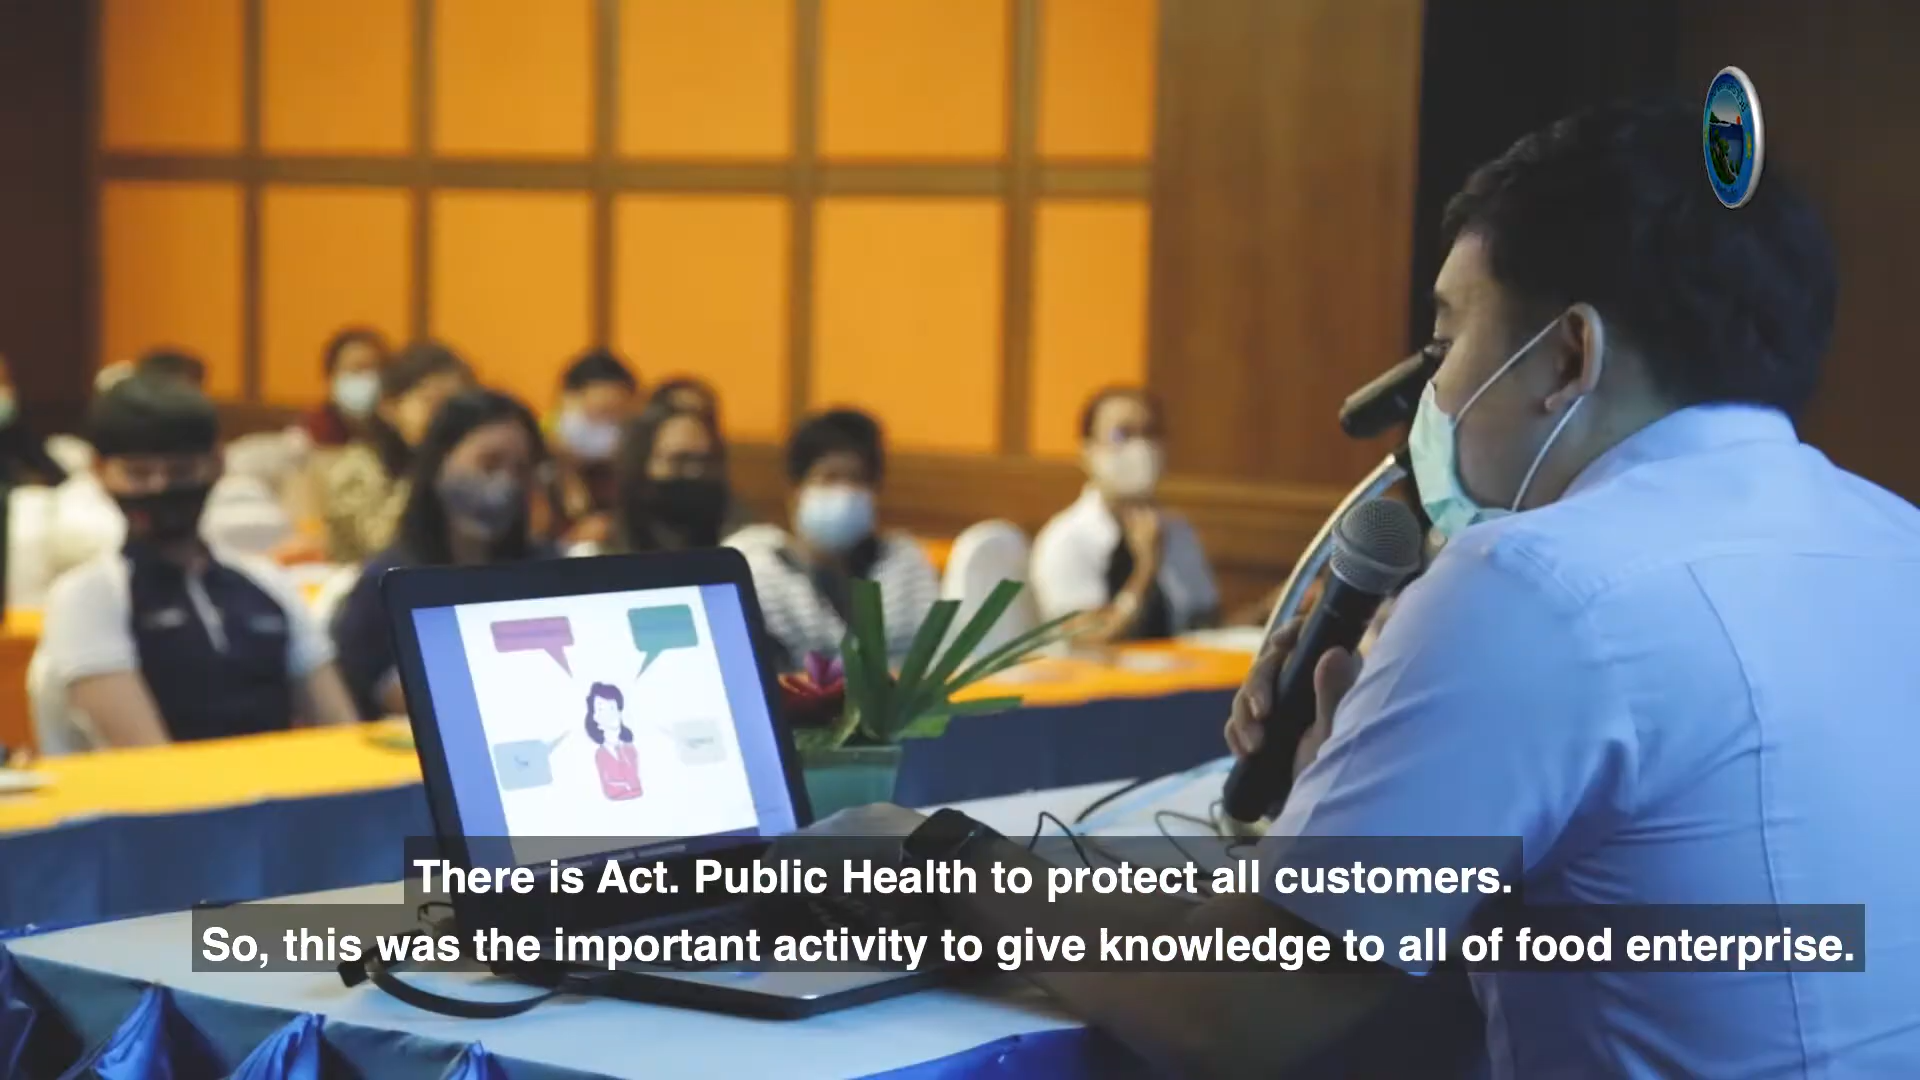 There is Act. Public Health to protect all customers.
So, this was the important activity to give knowledge to all of food enterprise.